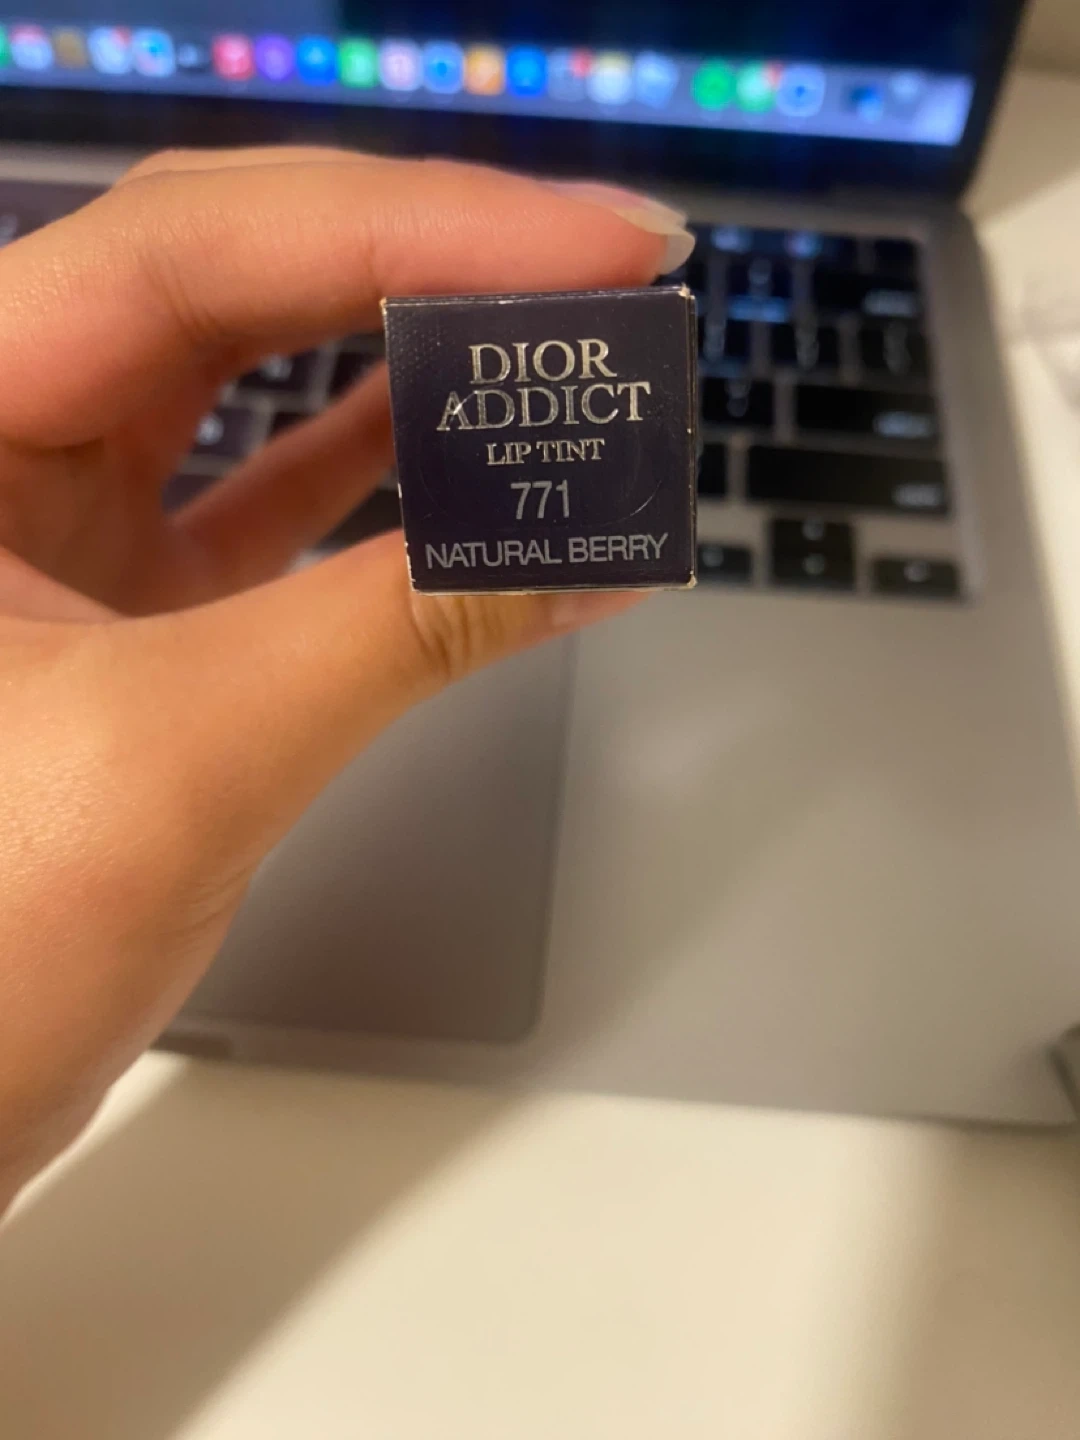 DIOR
ADDICT
LIP TINT
771
NATURAL BERRY